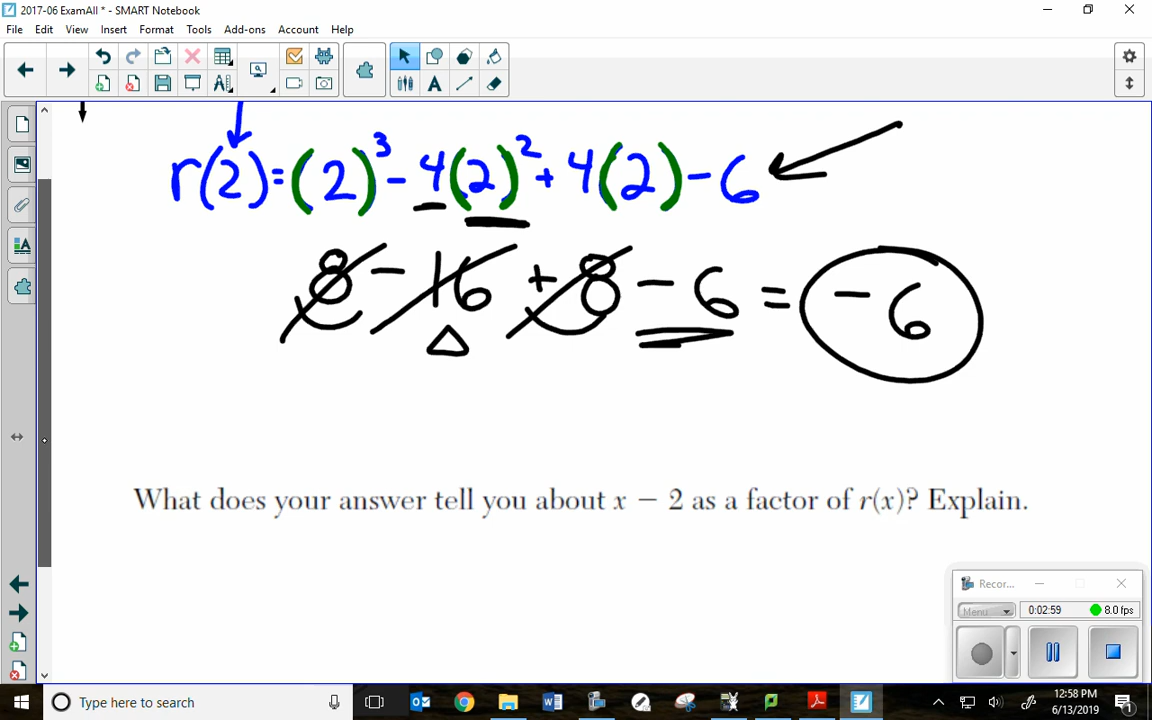 2017-06 ExamAll * - SMART Notebook
File Edit View Insert Format Tools Add-ons Account Help
r(2)=(2)³-4(2)²+4(2)-6
8-16+8-6=-6
What does your answer tell you about x − 2 as a factor of r(x)? Explain.
Recor...
Menu 0:02:59 8.0 fps
Type here to search
12:58 PM
6/13/2019